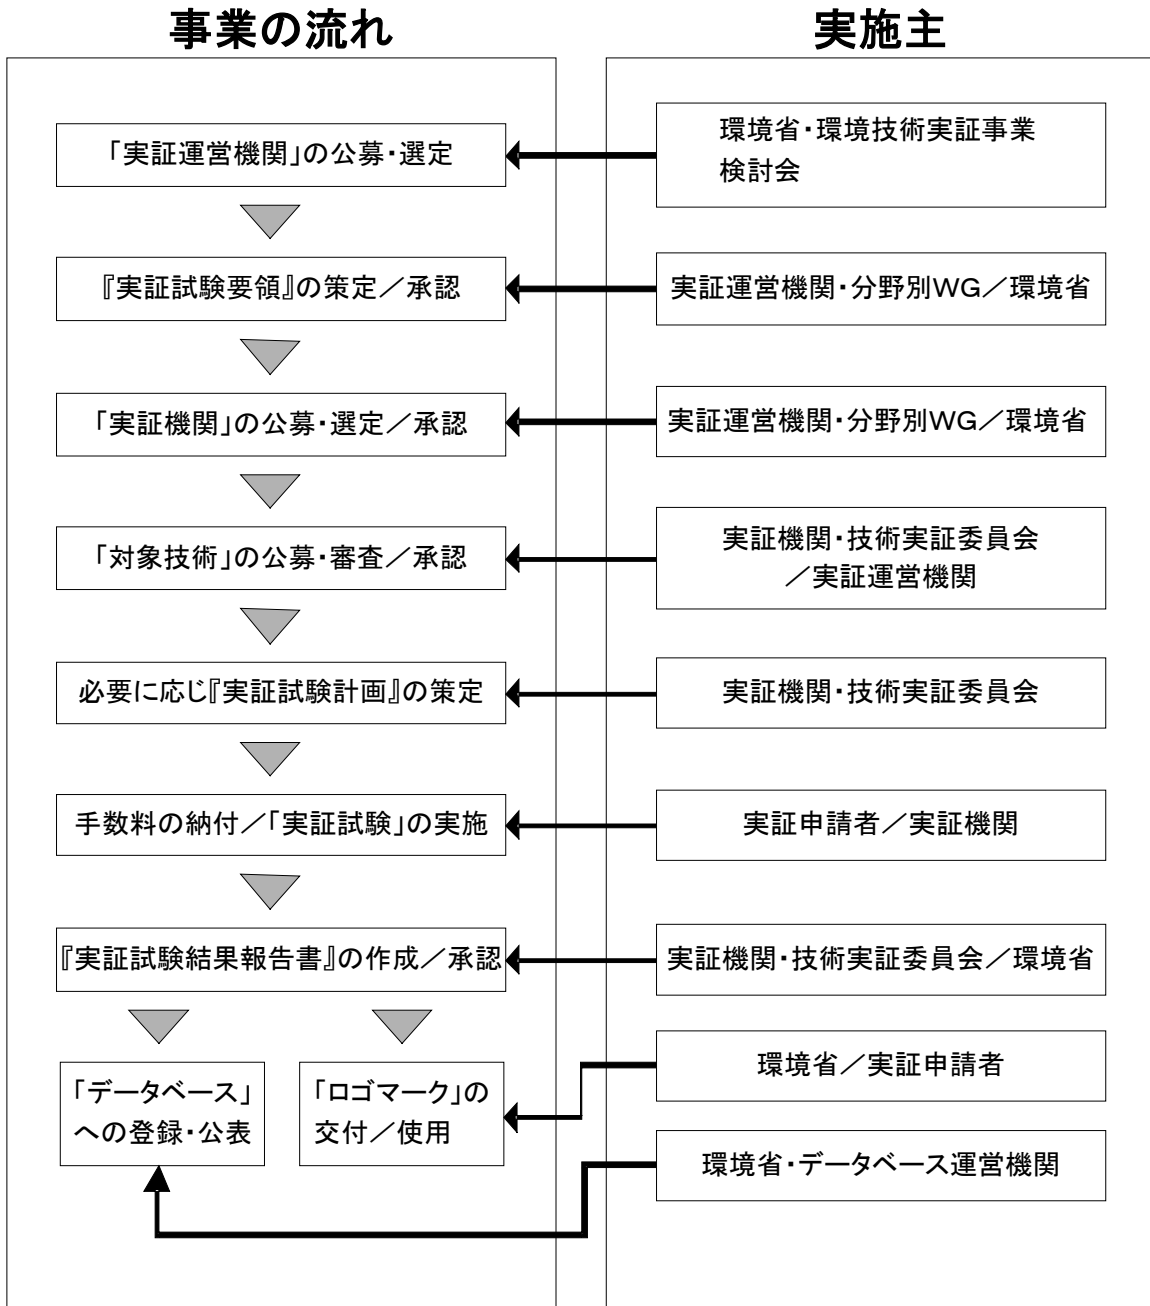 事業の流れ
実施主
「実証運営機関」の公募・選定
環境省・環境技術実証事業
検討会
『実証試験要領』の策定／承認
実証運営機関・分野別WG／環境省
「実証機関」の公募・選定／承認
実証運営機関・分野別WG／環境省
「対象技術」の公募・審査／承認
実証機関・技術実証委員会
／実証運営機関
必要に応じ『実証試験計画』の策定
実証機関・技術実証委員会
手数料の納付／「実証試験」の実施
実証申請者／実証機関
『実証試験結果報告書』の作成／承認
実証機関・技術実証委員会／環境省
「データベース」
への登録・公表
「ロゴマーク」の
交付／使用
環境省／実証申請者
環境省・データベース運営機関